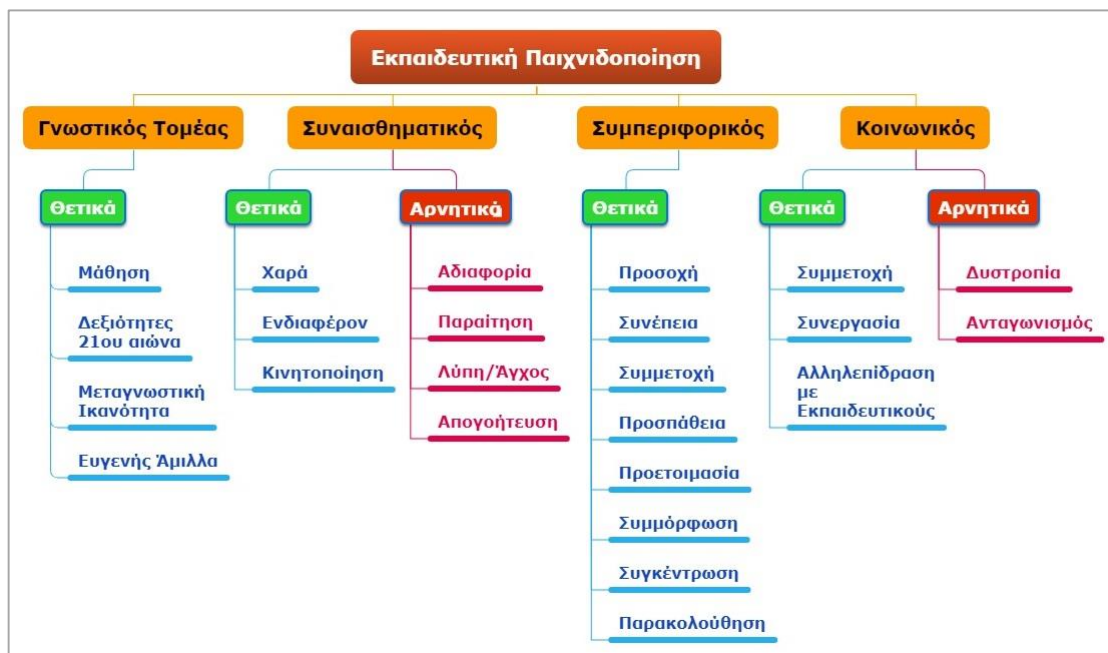 Εκπαιδευτική Παιχνιδοποίηση
Γνωστικός Τομέας
Συναισθηματικός
Συμπεριφορικός
Κοινωνικός
Θετικά
Μάθηση
Δεξιότητες
21ου αιώνα
Μεταγνωστική
Ικανότητα
Ευγενής Άμιλλα
Θετικά
Χαρά
Ενδιαφέρον
Κινητοποίηση
Αρνητικά
Αδιαφορία
Παραίτηση
Λύπη/Άγχος
Απογοήτευση
Θετικά
Προσοχή
Συνέπεια
Συμμετοχή
Προσπάθεια
Προετοιμασία
Συμμόρφωση
Συγκέντρωση
Παρακολούθηση
Θετικά
Συμμετοχή
Συνεργασία
Αλληλεπίδραση
με
Εκπαιδευτικούς
Αρνητικά
Δυστροπία
Ανταγωνισμός